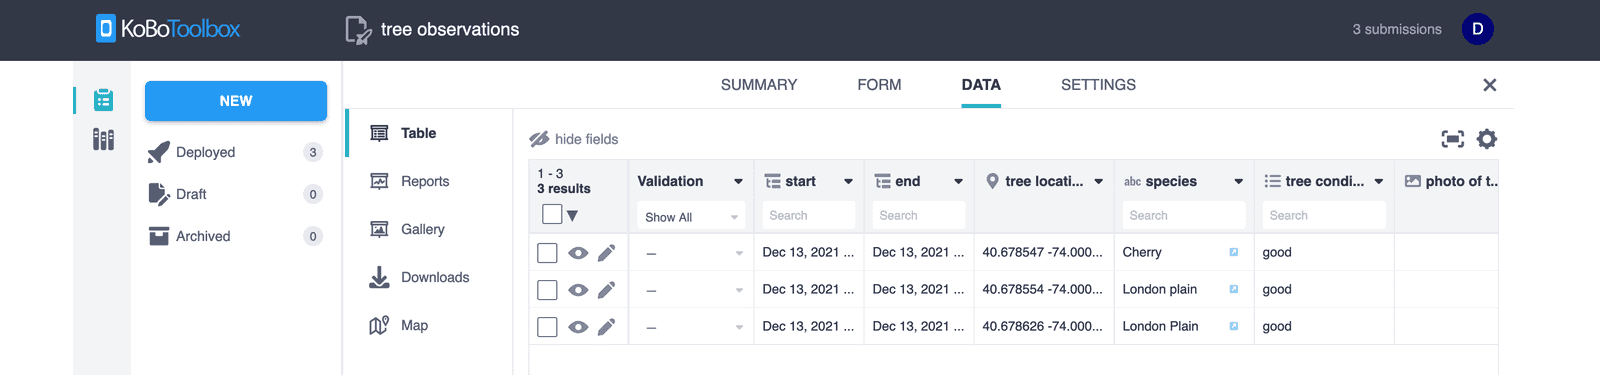 KoBoToolbox
tree observations
3 submissions
D
SUMMARY
FORM
DATA
SETTINGS
NEW
Deployed 3
Draft 0
Archived 0
Table
Reports
Gallery
Downloads
Map
hide fields
1 - 3
3 results
Validation
start
end
tree locati...
abc species
tree condi...
photo of t...
Show All
Search
Search
Search
Search
— Dec 13, 2021 ... Dec 13, 2021 ... 40.678547 -74.000... Cherry good
— Dec 13, 2021 ... Dec 13, 2021 ... 40.678554 -74.000... London plain good
— Dec 13, 2021 ... Dec 13, 2021 ... 40.678626 -74.000... London Plain good